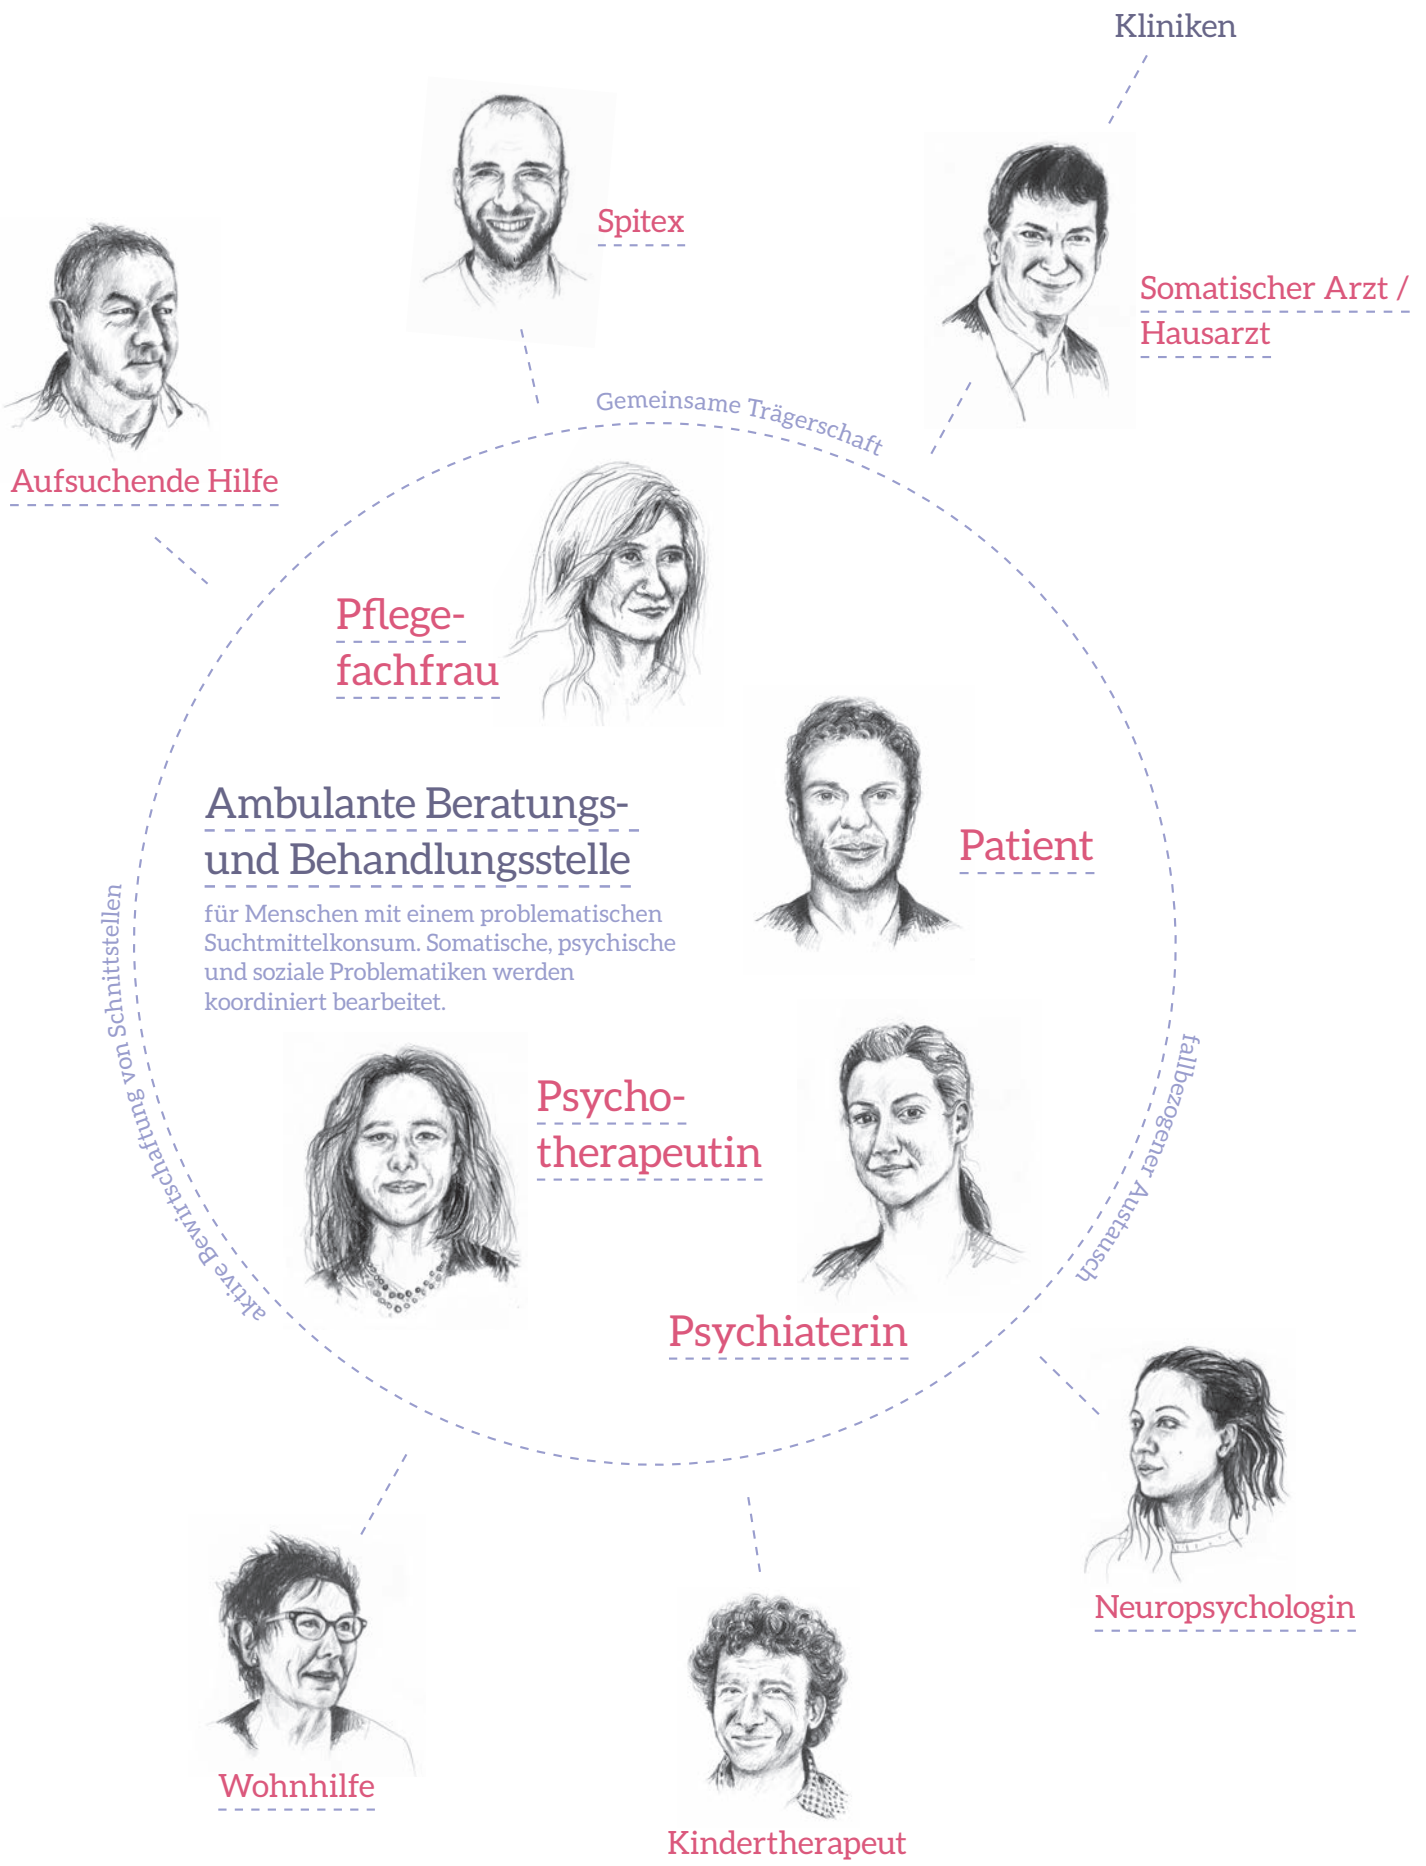 Kliniken
Spitex
Somatischer Arzt /
Hausarzt
Aufsuchende Hilfe
Gemeinsame Trägerschaft
Pflege-
fachfrau
Patient
Ambulante Beratungs-
und Behandlungsstelle
für Menschen mit einem problematischen
Suchtmittelkonsum. Somatische, psychische
und soziale Problematiken werden
koordiniert bearbeitet.
aktive Bewirtschaftung von Schnittstellen
fallbezogener Austausch
Psycho-
therapeutin
Psychiaterin
Neuropsychologin
Wohnhilfe
Kindertherapeut